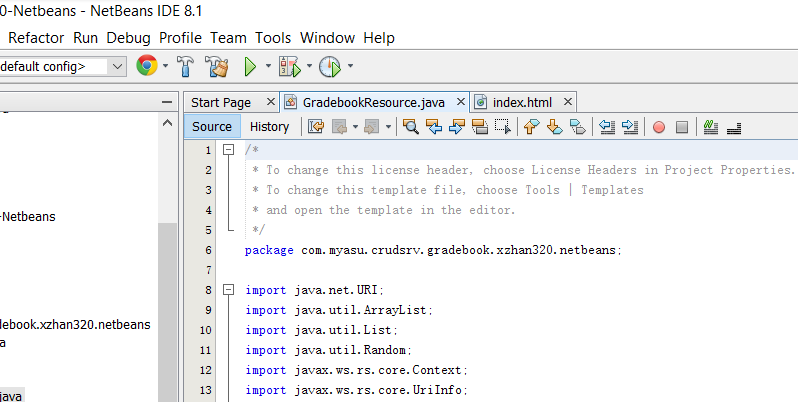 0-Netbeans - NetBeans IDE 8.1
Refactor Run Debug Profile Team Tools Window Help
default config>
Start Page GradebookResource.java index.html
Source History
1 /*
2 * To change this license header, choose License Headers in Project Properties.
3 * To change this template file, choose Tools | Templates
4 * and open the template in the editor.
5 */
6 package com.myasu.crudsrv.gradebook.xzhan320.netbeans;
7
8 import java.net.URI;
9 import java.util.ArrayList;
10 import java.util.List;
11 import java.util.Random;
12 import javax.ws.rs.core.Context;
13 import javax.ws.rs.core.UriInfo;
-Netbeans
debook.xzhan320.netbeans
a
java